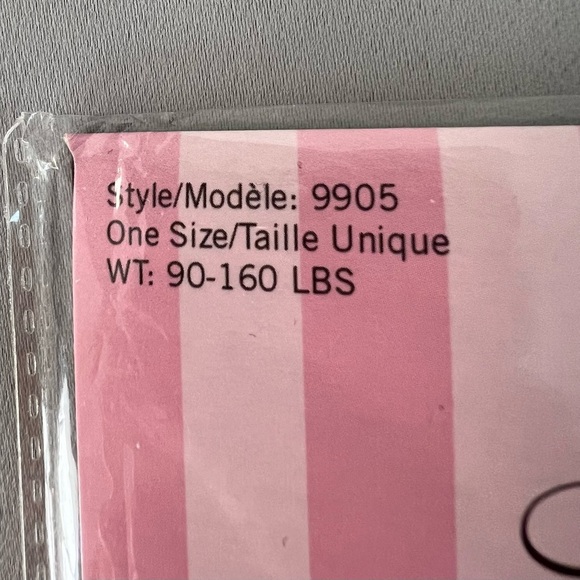 Style/Modèle: 9905
One Size/Taille Unique
WT: 90-160 LBS